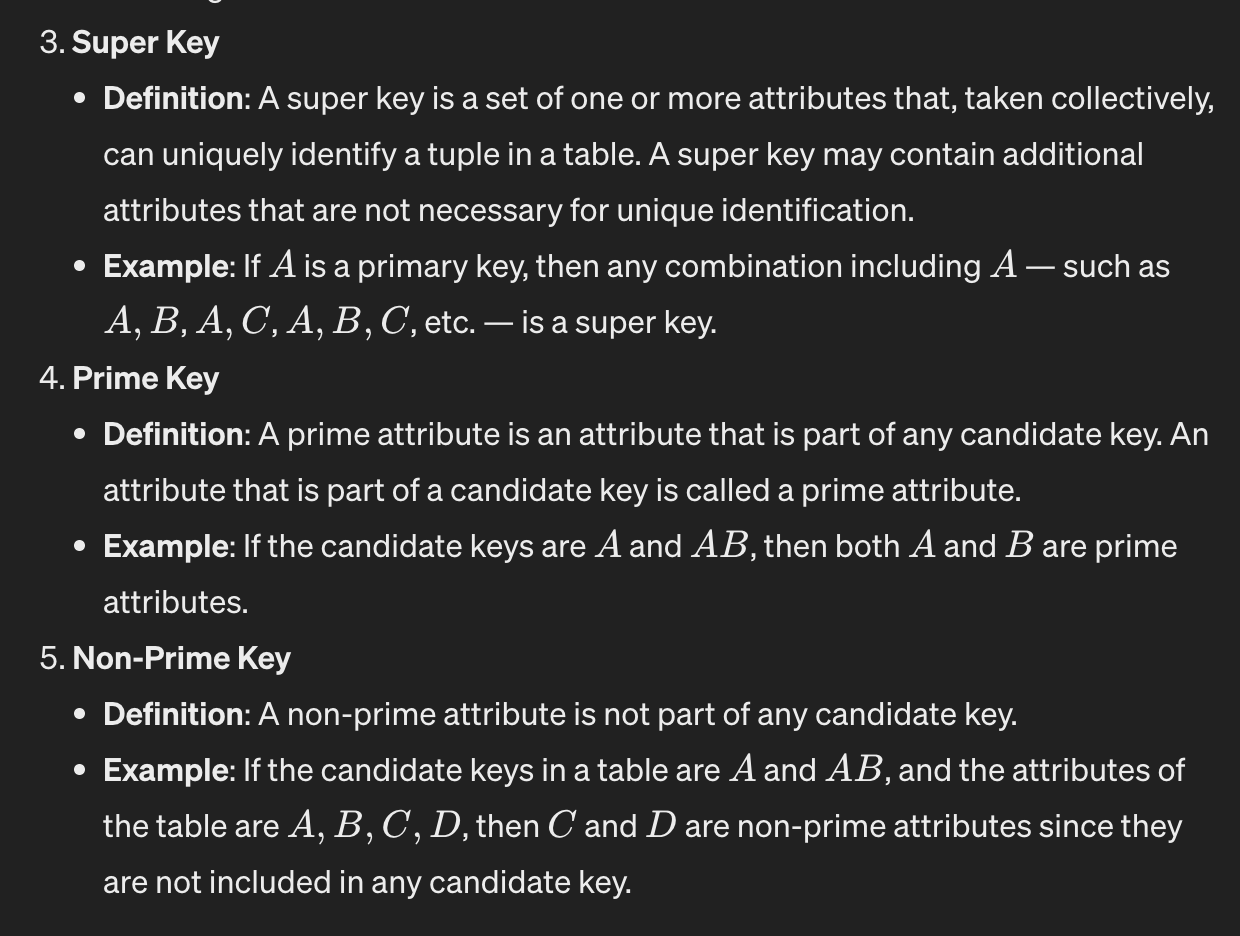 3. Super Key
• Definition: A super key is a set of one or more attributes that, taken collectively,
can uniquely identify a tuple in a table. A super key may contain additional
attributes that are not necessary for unique identification.
• Example: If A is a primary key, then any combination including A — such as
A, B, A, C, A, B, C, etc. — is a super key.
4. Prime Key
• Definition: A prime attribute is an attribute that is part of any candidate key. An
attribute that is part of a candidate key is called a prime attribute.
• Example: If the candidate keys are A and AB, then both A and B are prime
attributes.
5. Non-Prime Key
• Definition: A non-prime attribute is not part of any candidate key.
• Example: If the candidate keys in a table are A and AB, and the attributes of
the table are A, B, C, D, then C and D are non-prime attributes since they
are not included in any candidate key.